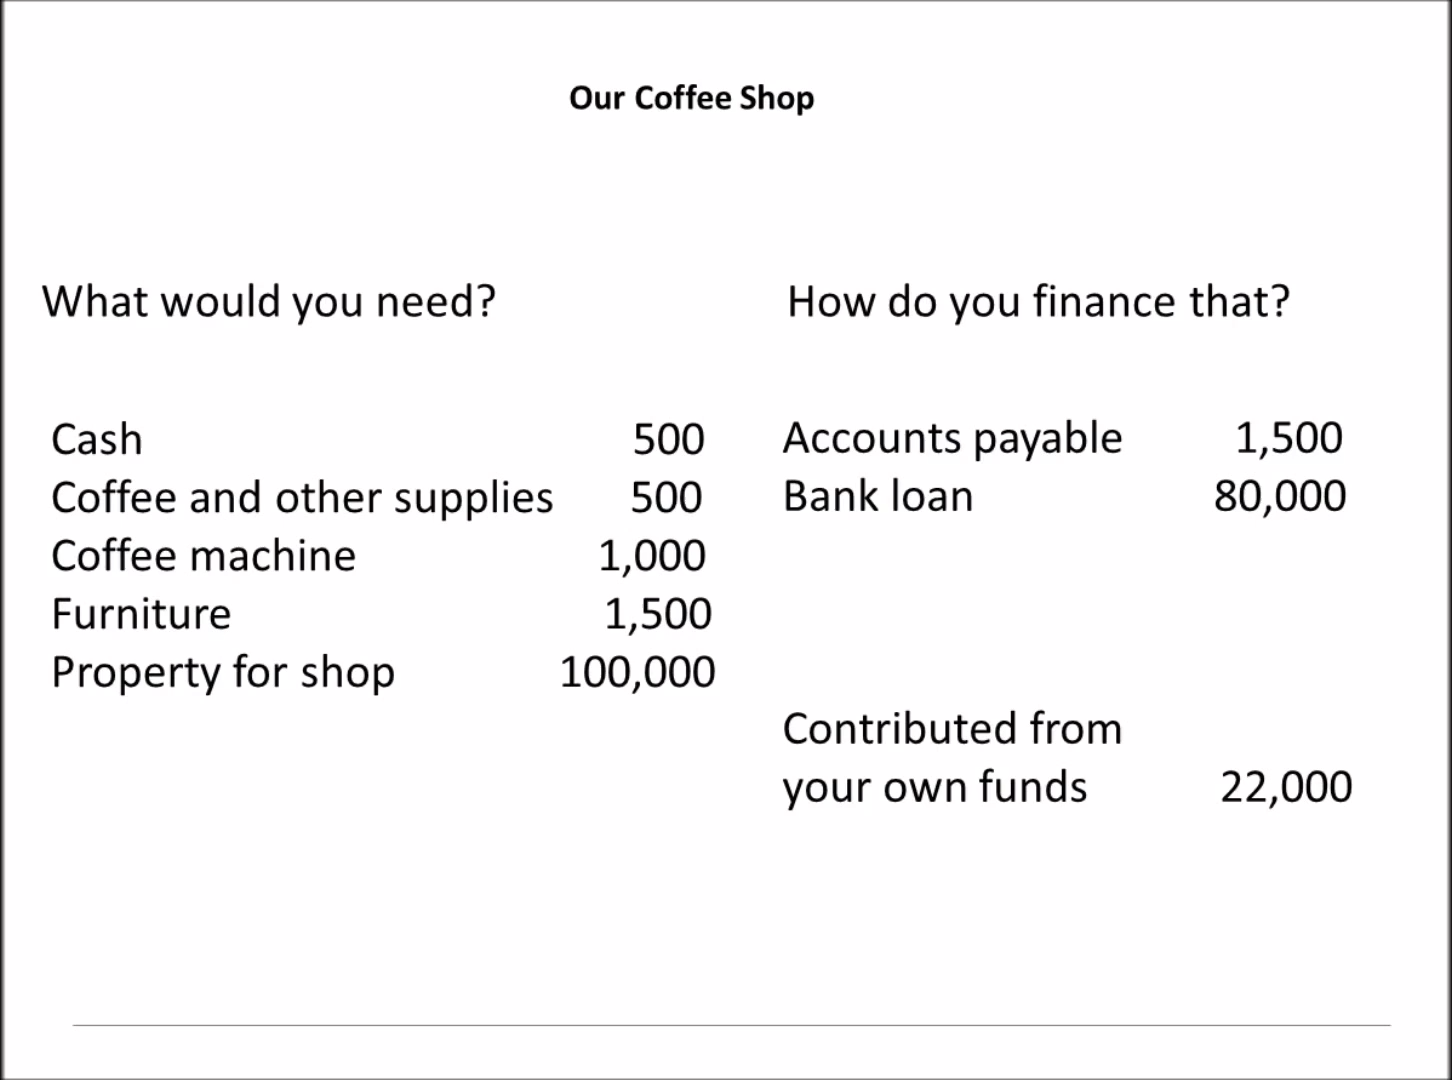 Our Coffee Shop
What would you need?
Cash 500
Coffee and other supplies 500
Coffee machine 1,000
Furniture 1,500
Property for shop 100,000
How do you finance that?
Accounts payable 1,500
Bank loan 80,000
Contributed from
your own funds 22,000